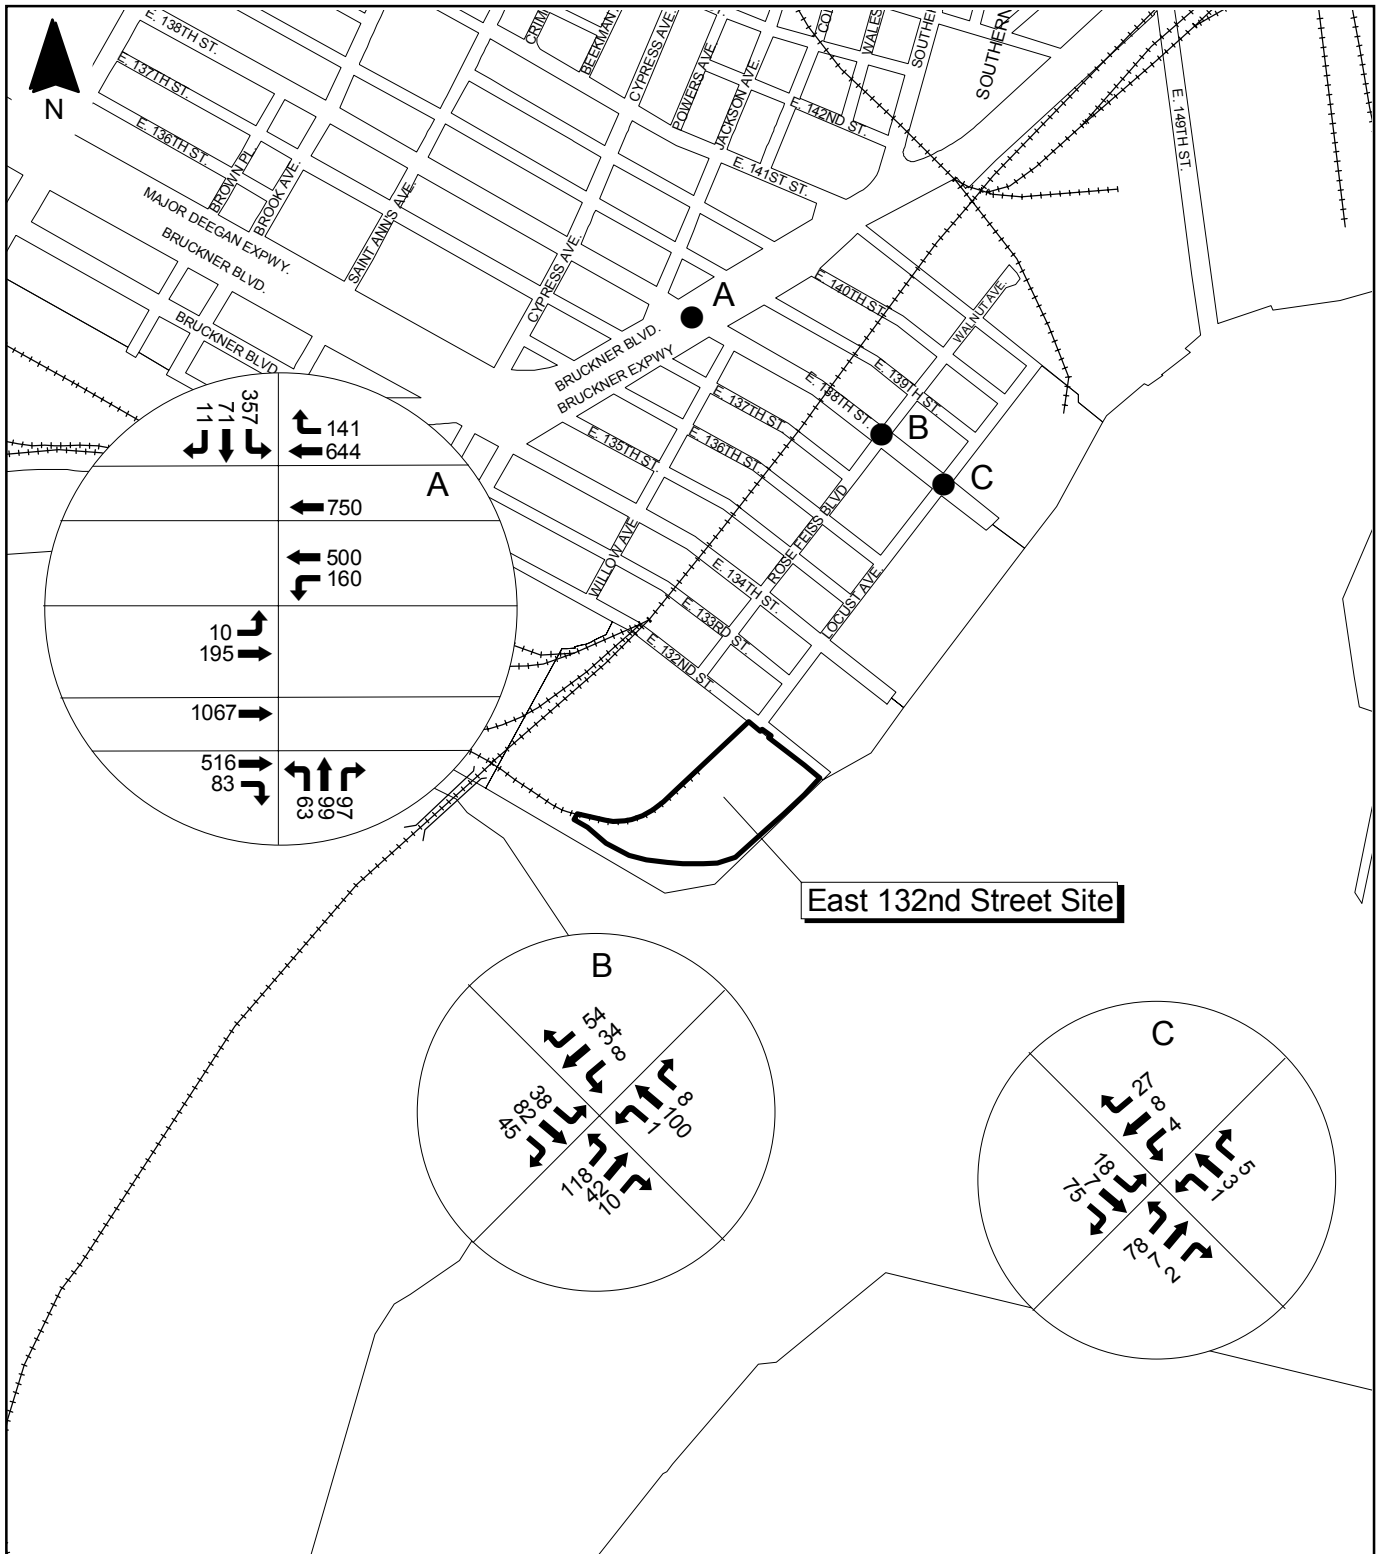 E. 138TH ST.
E. 137TH ST.
E. 136TH ST.
N
BROWN PL.
BROOK AVE.
SAINT ANN'S AVE.
MAJOR DEEGAN EXPWY.
BRUCKNER BLVD.
BRUCKNER BLVD.
CYPRESS AVE.
BEEKMAN
CYPRESS AVE.
POWERS AVE.
JACKSON AVE.
WALES
SOUTHERN
E. 142ND ST.
E. 141ST ST.
E. 149TH ST.
A
BRUCKNER BLVD.
BRUCKNER EXPWY
E. 140TH ST.
WALNUT AVE.
E. 139TH ST.
E. 138TH ST.
E. 137TH ST.
E. 136TH ST.
E. 135TH ST.
B
C
ROSE FEISS BLVD
LOCUST AVE.
WILLOW AVE.
E. 134TH ST.
E. 133RD ST.
E. 132ND ST.
11
71
357
141
644
A
750
500
160
10
195
1067
516
83
63
99
97
East 132nd Street Site
B
54
34
8
8
100
1
38
82
45
118
42
10
C
27
8
4
5
3
1
18
7
75
78
7
2